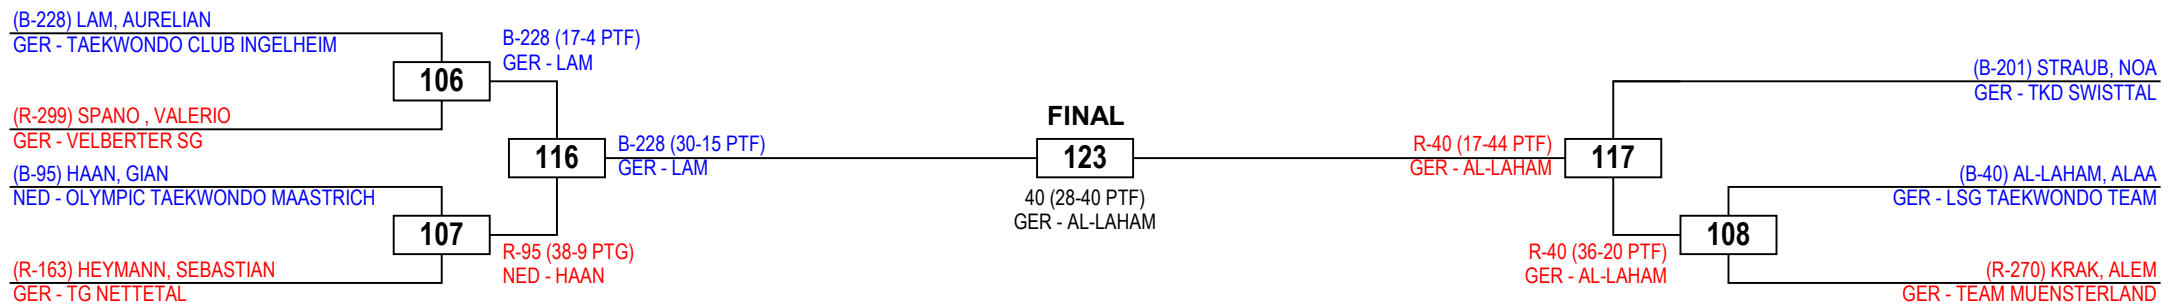 (B-228) LAM, AURELIAN
GER - TAEKWONDO CLUB INGELHEIM
106
(R-299) SPANO , VALERIO
GER - VELBERTER SG
B-228 (17-4 PTF)
GER - LAM
(B-95) HAAN, GIAN
NED - OLYMPIC TAEKWONDO MAASTRICH
107
(R-163) HEYMANN, SEBASTIAN
GER - TG NETTETAL
R-95 (38-9 PTG)
NED - HAAN
116
B-228 (30-15 PTF)
GER - LAM
FINAL
123
40 (28-40 PTF)
GER - AL-LAHAM
R-40 (17-44 PTF)
GER - AL-LAHAM
117
(B-201) STRAUB, NOA
GER - TKD SWISTTAL
(B-40) AL-LAHAM, ALAA
GER - LSG TAEKWONDO TEAM
108
R-40 (36-20 PTF)
GER - AL-LAHAM
(R-270) KRAK, ALEM
GER - TEAM MUENSTERLAND